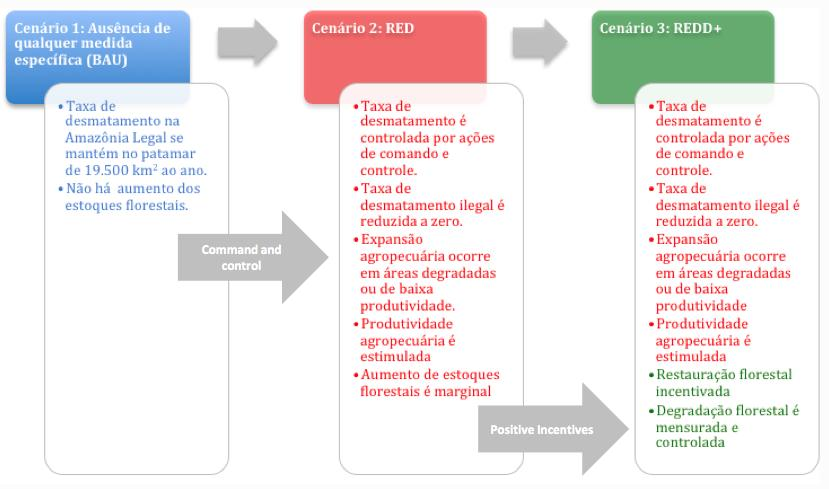 Cenário 1: Ausência de
qualquer medida
específica (BAU)
• Taxa de
desmatamento na
Amazônia Legal se
mantém no patamar
de 19.500 km² ao ano.
• Não há aumento dos
estoques florestais.
Command and
control
Cenário 2: RED
• Taxa de
desmatamento é
controlada por ações
de comando e
controle.
• Taxa de
desmatamento ilegal é
reduzida a zero.
• Expansão
agropecuária ocorre
em áreas degradadas
ou de baixa
produtividade.
• Produtividade
agropecuária é
estimulada
• Aumento de estoques
florestais é marginal
Positive Incentives
Cenário 3: REDD+
• Taxa de
desmatamento é
controlada por ações
de comando e
controle.
• Taxa de
desmatamento ilegal é
reduzida a zero.
• Expansão
agropecuária ocorre
em áreas degradadas
ou de baixa
produtividade
• Produtividade
agropecuária é
estimulada
• Restauração florestal
incentivada
• Degradação florestal é
mensurada e
controlada